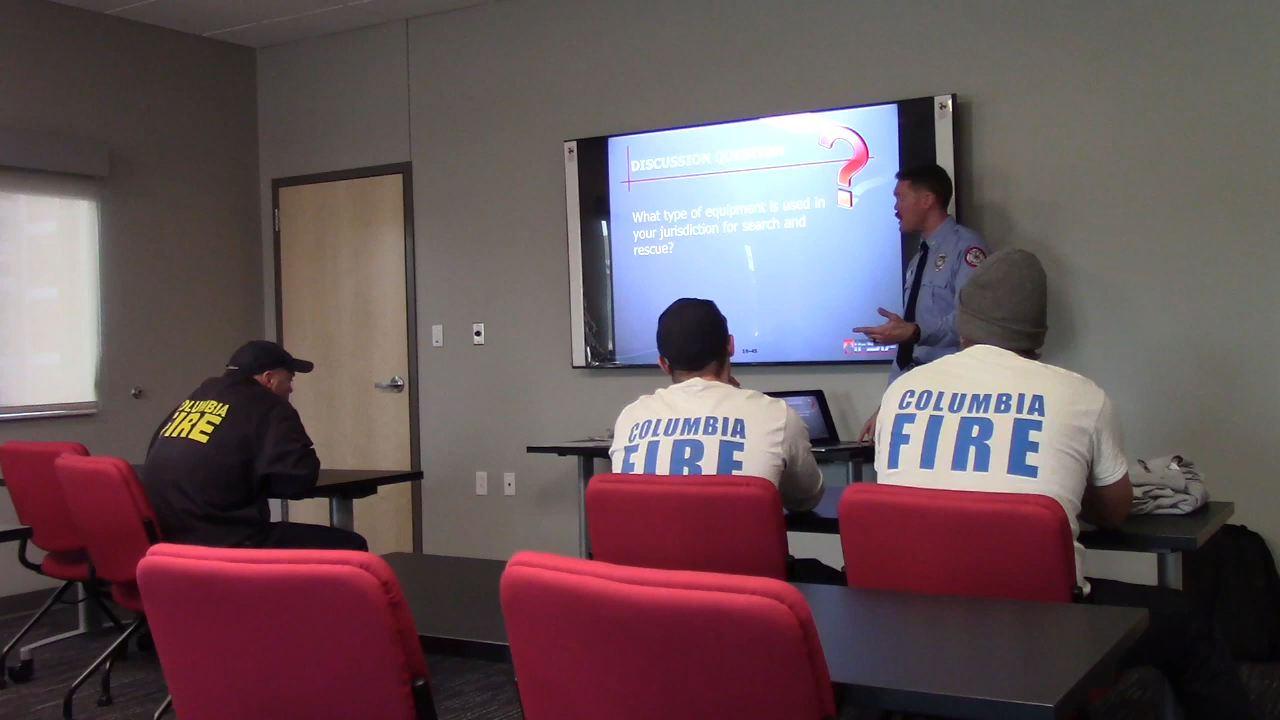 DISCUSSION QUESTION
?
What type of equipment is used in
your jurisdiction for search and
rescue?
COLUMBIA
FIRE
COLUMBIA
FIRE
FIRE